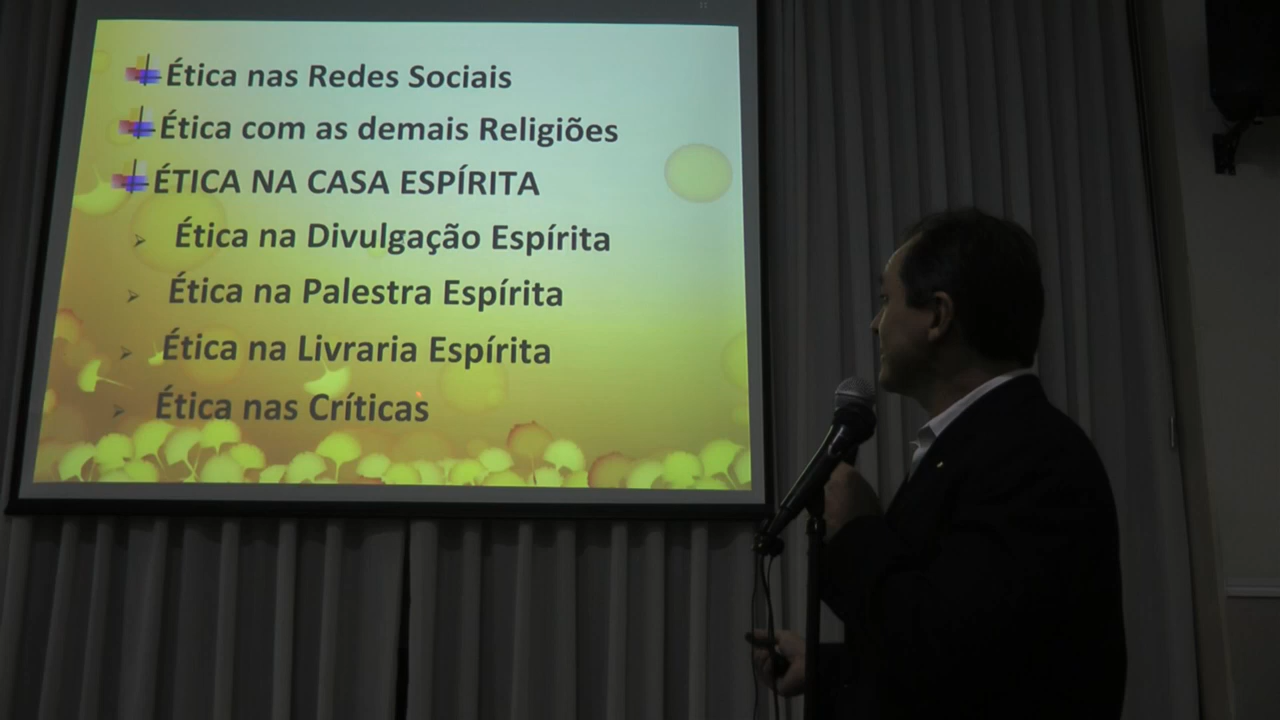 Ética nas Redes Sociais
Ética com as demais Religiões
ÉTICA NA CASA ESPÍRITA
Ética na Divulgação Espírita
Ética na Palestra Espírita
Ética na Livraria Espírita
Ética nas Críticas